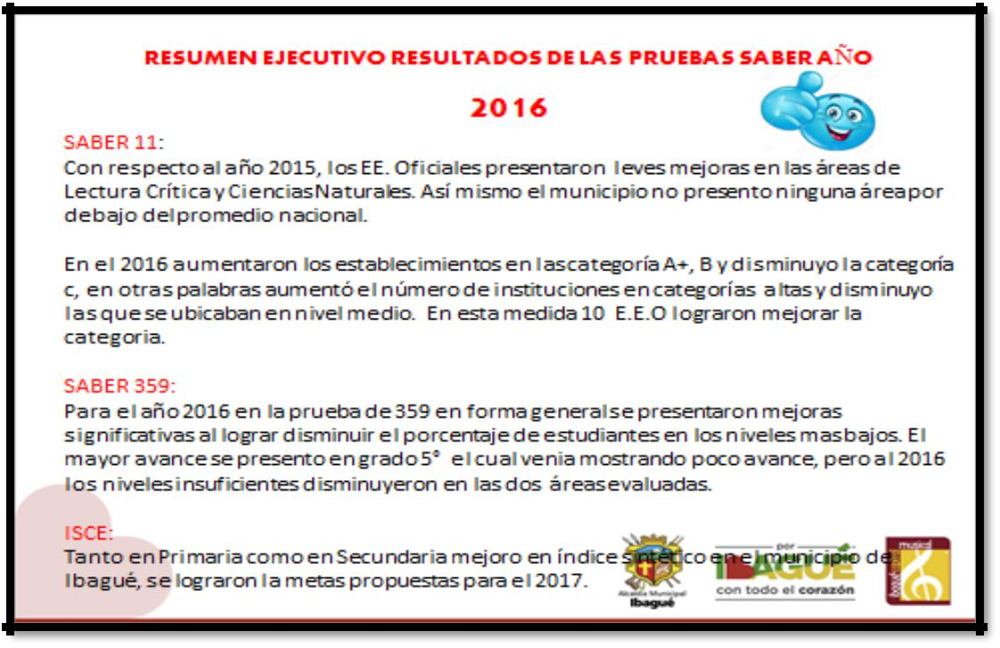 RESUMEN EJECUTIVO RESULTADOS DE LAS PRUEBAS SABER AÑO
2016
SABER 11:
Con respecto al año 2015, los EE. Oficiales presentaron leves mejoras en las áreas de
Lectura Crítica y Ciencias Naturales. Así mismo el municipio no presento ninguna área por
debajo del promedio nacional.
En el 2016 aumentaron los establecimientos en las categoría A+, B y disminuyo la categoría
c, en otras palabras aumentó el número de instituciones en categorías altas y disminuyo
las que se ubicaban en nivel medio. En esta medida 10 E.E.O lograron mejorar la
categoria.
SABER 359:
Para el año 2016 en la prueba de 359 en forma general se presentaron mejoras
significativas al lograr disminuir el porcentaje de estudiantes en los niveles mas bajos. El
mayor avance se presento en grado 5° el cual venia mostrando poco avance, pero al 2016
los niveles insuficientes disminuyeron en las dos áreas evaluadas.
ISCE:
Tanto en Primaria como en Secundaria mejoro en índice sintético en el municipio de
Ibagué, se lograron la metas propuestas para el 2017.
Alcaldía Municipal
Ibagué
por
IBAGUÉ
con todo el corazón
musical